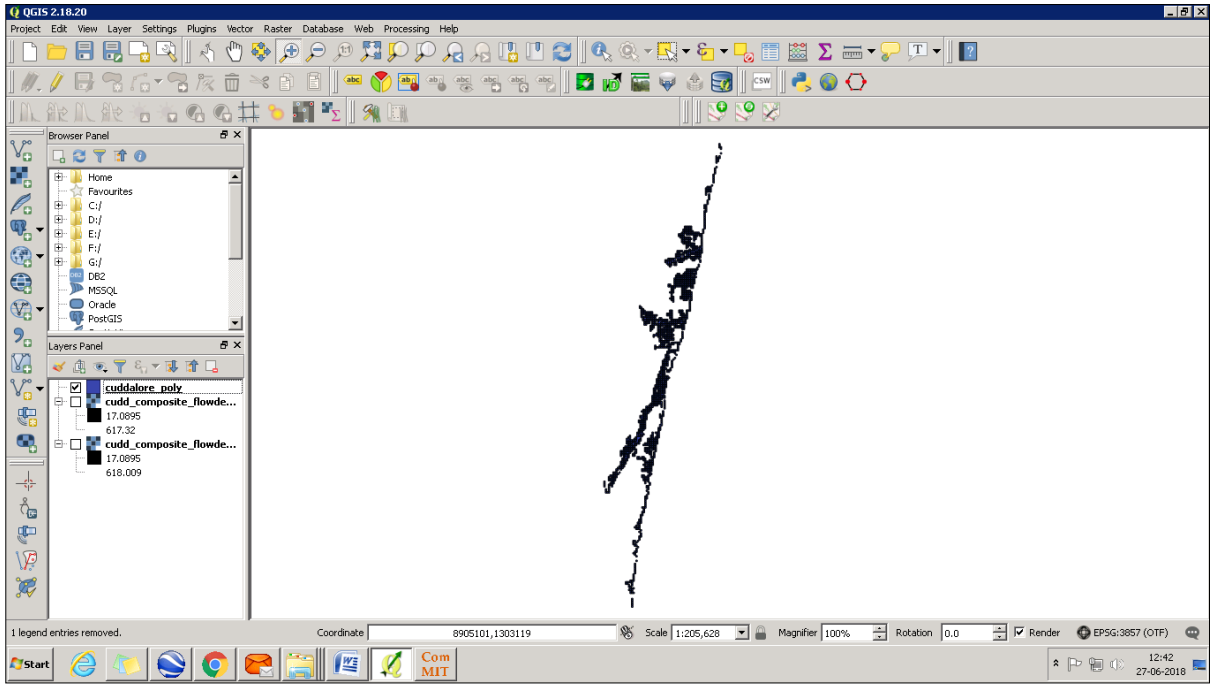 QGIS 2.18.20
Project Edit View Layer Settings Plugins Vector Raster Database Web Processing Help
abc
CSW
Browser Panel
Home
Favourites
C:/
D:/
E:/
F:/
G:/
DB2
MSSQL
Oracle
PostGIS
Layers Panel
cuddalore_poly
cudd_composite_flowde...
17.0895
617.32
cudd_composite_flowde...
17.0895
618.009
1 legend entries removed. Coordinate 8905101,1303119 Scale 1:205,628 Magnifier 100% Rotation 0.0 Render EPSG:3857 (OTF)
Start Com MIT 12:42
27-06-2018